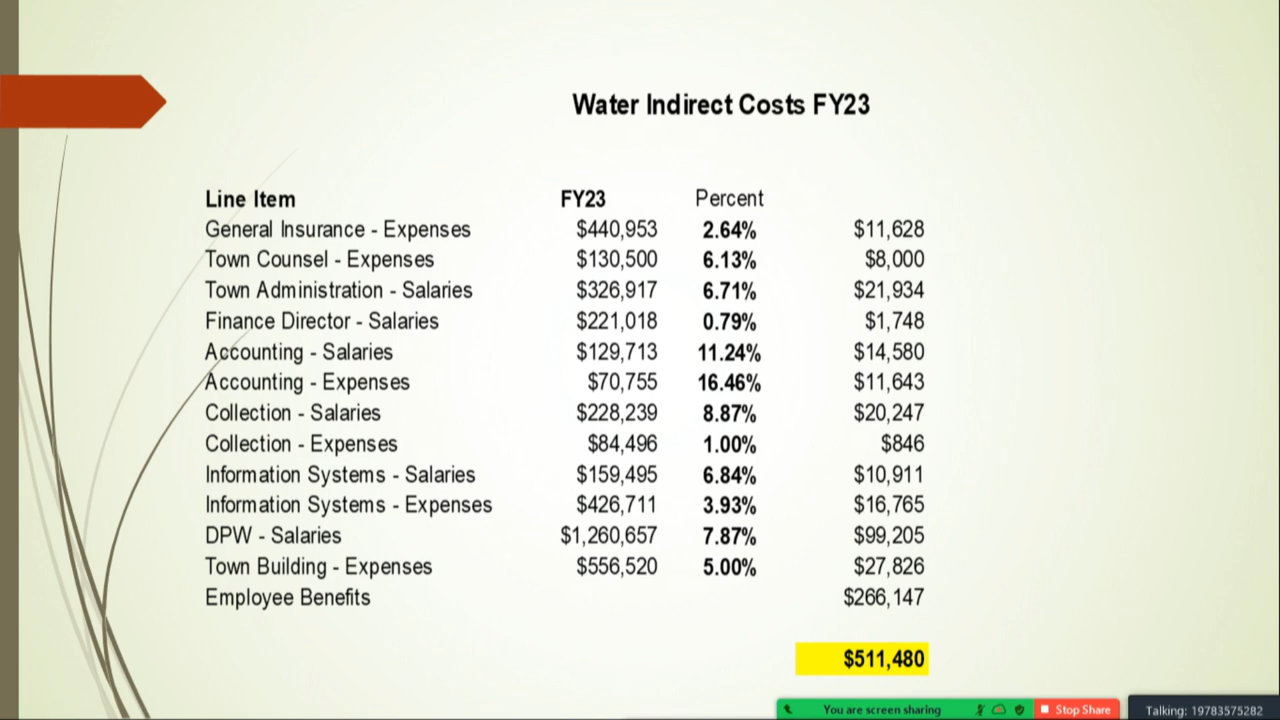 Water Indirect Costs FY23
Line Item FY23 Percent
General Insurance - Expenses $440,953 2.64% $11,628
Town Counsel - Expenses $130,500 6.13% $8,000
Town Administration - Salaries $326,917 6.71% $21,934
Finance Director - Salaries $221,018 0.79% $1,748
Accounting - Salaries $129,713 11.24% $14,580
Accounting - Expenses $70,755 16.46% $11,643
Collection - Salaries $228,239 8.87% $20,247
Collection - Expenses $84,496 1.00% $846
Information Systems - Salaries $159,495 6.84% $10,911
Information Systems - Expenses $426,711 3.93% $16,765
DPW - Salaries $1,260,657 7.87% $99,205
Town Building - Expenses $556,520 5.00% $27,826
Employee Benefits $266,147
$511,480
You are screen sharing Stop Share Talking: 19783575282